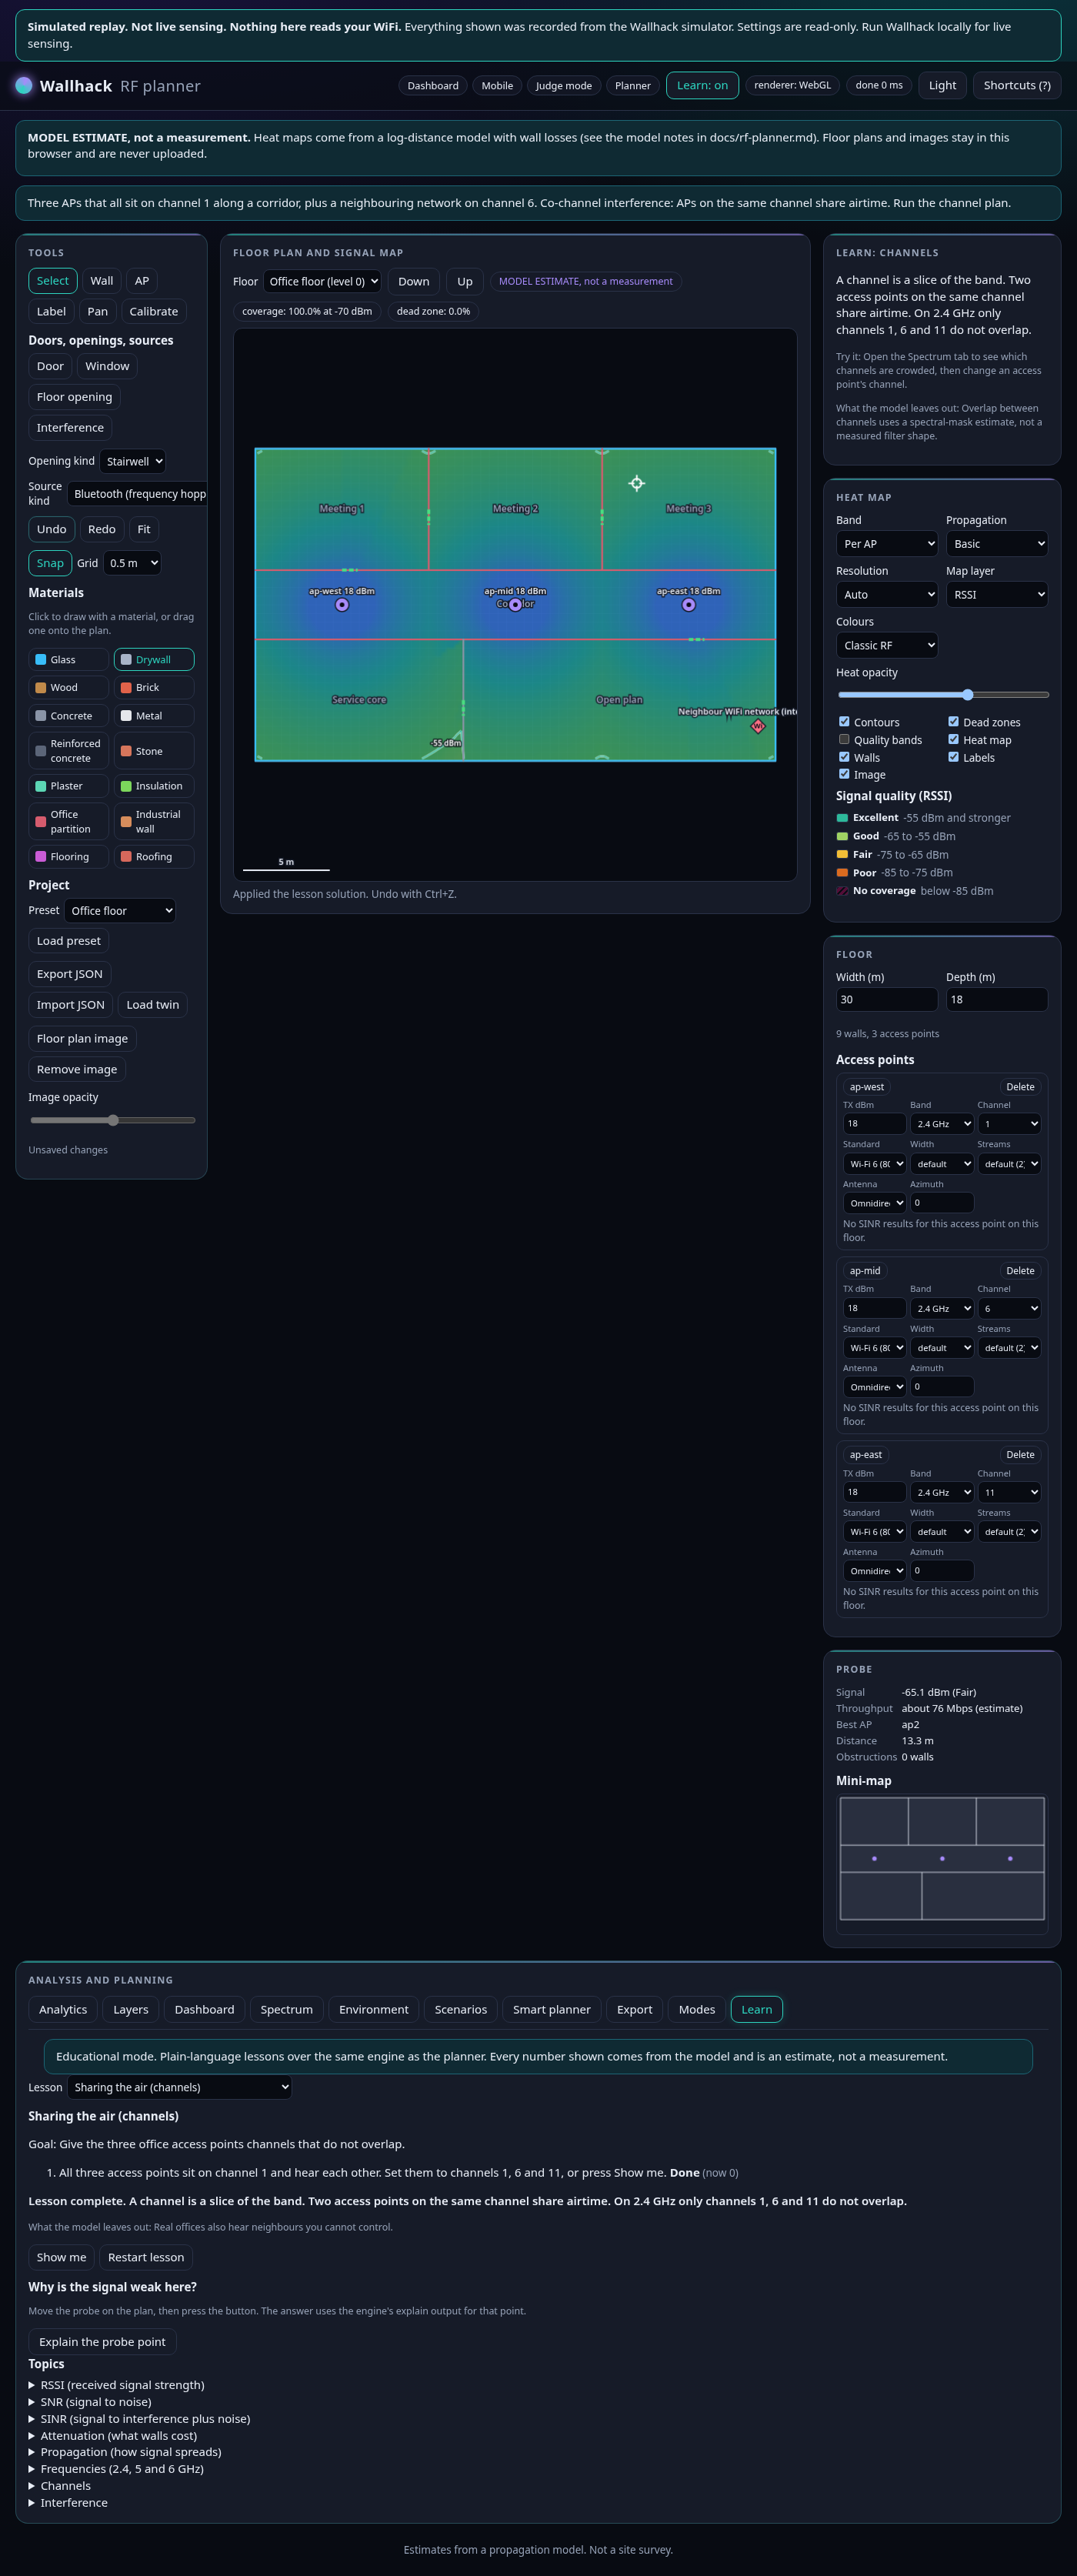 Simulated replay. Not live sensing. Nothing here reads your WiFi. Everything shown was recorded from the Wallhack simulator. Settings are read-only. Run Wallhack locally for live
sensing.
Wallhack RF planner
Dashboard
Mobile
Judge mode
Planner
Learn: on
renderer: WebGL
done 0 ms
Light
Shortcuts (?)
MODEL ESTIMATE, not a measurement. Heat maps come from a log-distance model with wall losses (see the model notes in docs/rf-planner.md). Floor plans and images stay in this
browser and are never uploaded.
Three APs that all sit on channel 1 along a corridor, plus a neighbouring network on channel 6. Co-channel interference: APs on the same channel share airtime. Run the channel plan.
TOOLS
Select
Wall
AP
Label
Pan
Calibrate
Doors, openings, sources
Door
Window
Floor opening
Interference
Opening kind
Stairwell
Source
kind
Bluetooth (frequency hopp
Undo
Redo
Fit
Snap
Grid
0.5 m
Materials
Click to draw with a material, or drag
one onto the plan.
Glass
Drywall
Wood
Brick
Concrete
Metal
Reinforced
concrete
Stone
Plaster
Insulation
Office
partition
Industrial
wall
Flooring
Roofing
Project
Preset
Office floor
Load preset
Export JSON
Import JSON
Load twin
Floor plan image
Remove image
Image opacity
Unsaved changes
FLOOR PLAN AND SIGNAL MAP
Floor
Office floor (level 0)
Down
Up
MODEL ESTIMATE, not a measurement
coverage: 100.0% at -70 dBm
dead zone: 0.0%
Meeting 1
Meeting 2
Meeting 3
ap-west 18 dBm
ap-mid 18 dBm
ap-east 18 dBm
Service core
Open plan
Neighbour WiFi network (inte
-55 dBm
5 m
Applied the lesson solution. Undo with Ctrl+Z.
LEARN: CHANNELS
A channel is a slice of the band. Two
access points on the same channel
share airtime. On 2.4 GHz only
channels 1, 6 and 11 do not overlap.
Try it: Open the Spectrum tab to see which
channels are crowded, then change an access
point's channel.
What the model leaves out: Overlap between
channels uses a spectral-mask estimate, not a
measured filter shape.
HEAT MAP
Band
Propagation
Per AP
Basic
Resolution
Map layer
Auto
RSSI
Colours
Classic RF
Heat opacity
Contours
Dead zones
Quality bands
Heat map
Walls
Labels
Image
Signal quality (RSSI)
Excellent -55 dBm and stronger
Good -65 to -55 dBm
Fair -75 to -65 dBm
Poor -85 to -75 dBm
No coverage below -85 dBm
FLOOR
Width (m)
Depth (m)
30
18
9 walls, 3 access points
Access points
ap-west
Delete
TX dBm
Band
Channel
18
2.4 GHz
1
Standard
Width
Streams
Wi-Fi 6 (80
default
default (2)
Antenna
Azimuth
Omnidire
0
No SINR results for this access point on this
floor.
ap-mid
Delete
TX dBm
Band
Channel
18
2.4 GHz
6
Standard
Width
Streams
Wi-Fi 6 (80
default
default (2)
Antenna
Azimuth
Omnidire
0
No SINR results for this access point on this
floor.
ap-east
Delete
TX dBm
Band
Channel
18
2.4 GHz
11
Standard
Width
Streams
Wi-Fi 6 (80
default
default (2)
Antenna
Azimuth
Omnidire
0
No SINR results for this access point on this
floor.
PROBE
Signal -65.1 dBm (Fair)
Throughput about 76 Mbps (estimate)
Best AP ap2
Distance 13.3 m
Obstructions 0 walls
Mini-map
ANALYSIS AND PLANNING
Analytics
Layers
Dashboard
Spectrum
Environment
Scenarios
Smart planner
Export
Modes
Learn
Educational mode. Plain-language lessons over the same engine as the planner. Every number shown comes from the model and is an estimate, not a measurement.
Lesson
Sharing the air (channels)
Sharing the air (channels)
Goal: Give the three office access points channels that do not overlap.
1. All three access points sit on channel 1 and hear each other. Set them to channels 1, 6 and 11, or press Show me. Done (now 0)
Lesson complete. A channel is a slice of the band. Two access points on the same channel share airtime. On 2.4 GHz only channels 1, 6 and 11 do not overlap.
What the model leaves out: Real offices also hear neighbours you cannot control.
Show me
Restart lesson
Why is the signal weak here?
Move the probe on the plan, then press the button. The answer uses the engine's explain output for that point.
Explain the probe point
Topics
RSSI (received signal strength)
SNR (signal to noise)
SINR (signal to interference plus noise)
Attenuation (what walls cost)
Propagation (how signal spreads)
Frequencies (2.4, 5 and 6 GHz)
Channels
Interference
Estimates from a propagation model. Not a site survey.